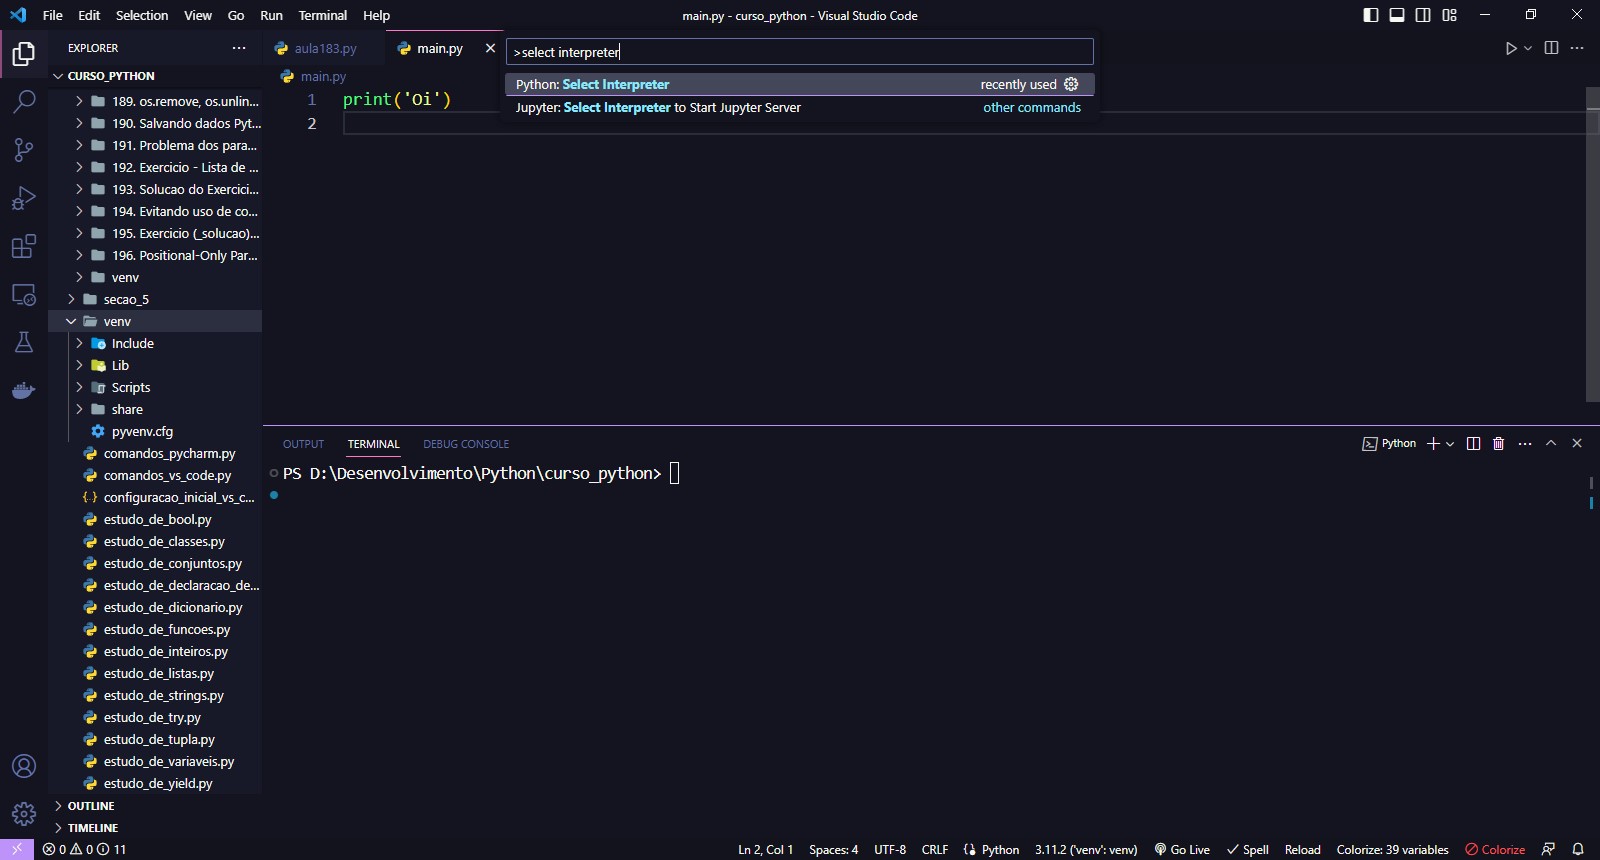 File Edit Selection View Go Run Terminal Help
main.py - curso_python - Visual Studio Code
EXPLORER
aula183.py
main.py
>select interpreter
CURSO_PYTHON
main.py
Python: Select Interpreter
recently used
Jupyter: Select Interpreter to Start Jupyter Server
other commands
1 print('Oi')
2
189. os.remove, os.unlin...
190. Salvando dados Pyt...
191. Problema dos para...
192. Exercicio - Lista de ...
193. Solucao do Exercici...
194. Evitando uso de co...
195. Exercicio (_solucao)...
196. Positional-Only Par...
venv
secao_5
venv
Include
Lib
Scripts
share
pyvenv.cfg
comandos_pycharm.py
comandos_vs_code.py
configuracao_inicial_vs_c...
estudo_de_bool.py
estudo_de_classes.py
estudo_de_conjuntos.py
estudo_de_declaracao_de...
estudo_de_dicionario.py
estudo_de_funcoes.py
estudo_de_inteiros.py
estudo_de_listas.py
estudo_de_strings.py
estudo_de_try.py
estudo_de_tupla.py
estudo_de_variaveis.py
estudo_de_yield.py
OUTLINE
TIMELINE
OUTPUT TERMINAL DEBUG CONSOLE
Python
PS D:\Desenvolvimento\Python\curso_python>
0 0 11
Ln 2, Col 1 Spaces: 4 UTF-8 CRLF Python 3.11.2 ('venv': venv) Go Live Spell Reload Colorize: 39 variables Colorize